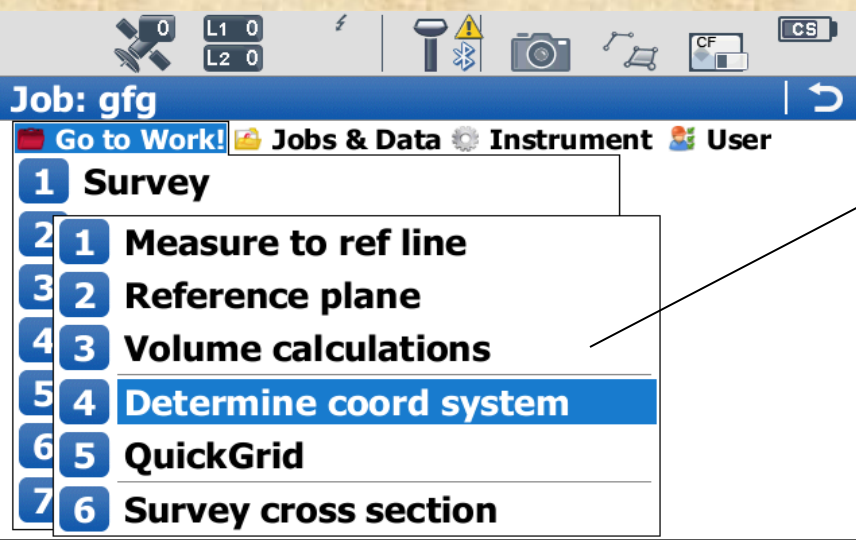 0 L1 0
L2 0
CF
CS
Job: gfg
Go to Work! Jobs & Data Instrument User
1 Survey
2
1 Measure to ref line
3
2 Reference plane
4
3 Volume calculations
5
4 Determine coord system
6
5 QuickGrid
7
6 Survey cross section